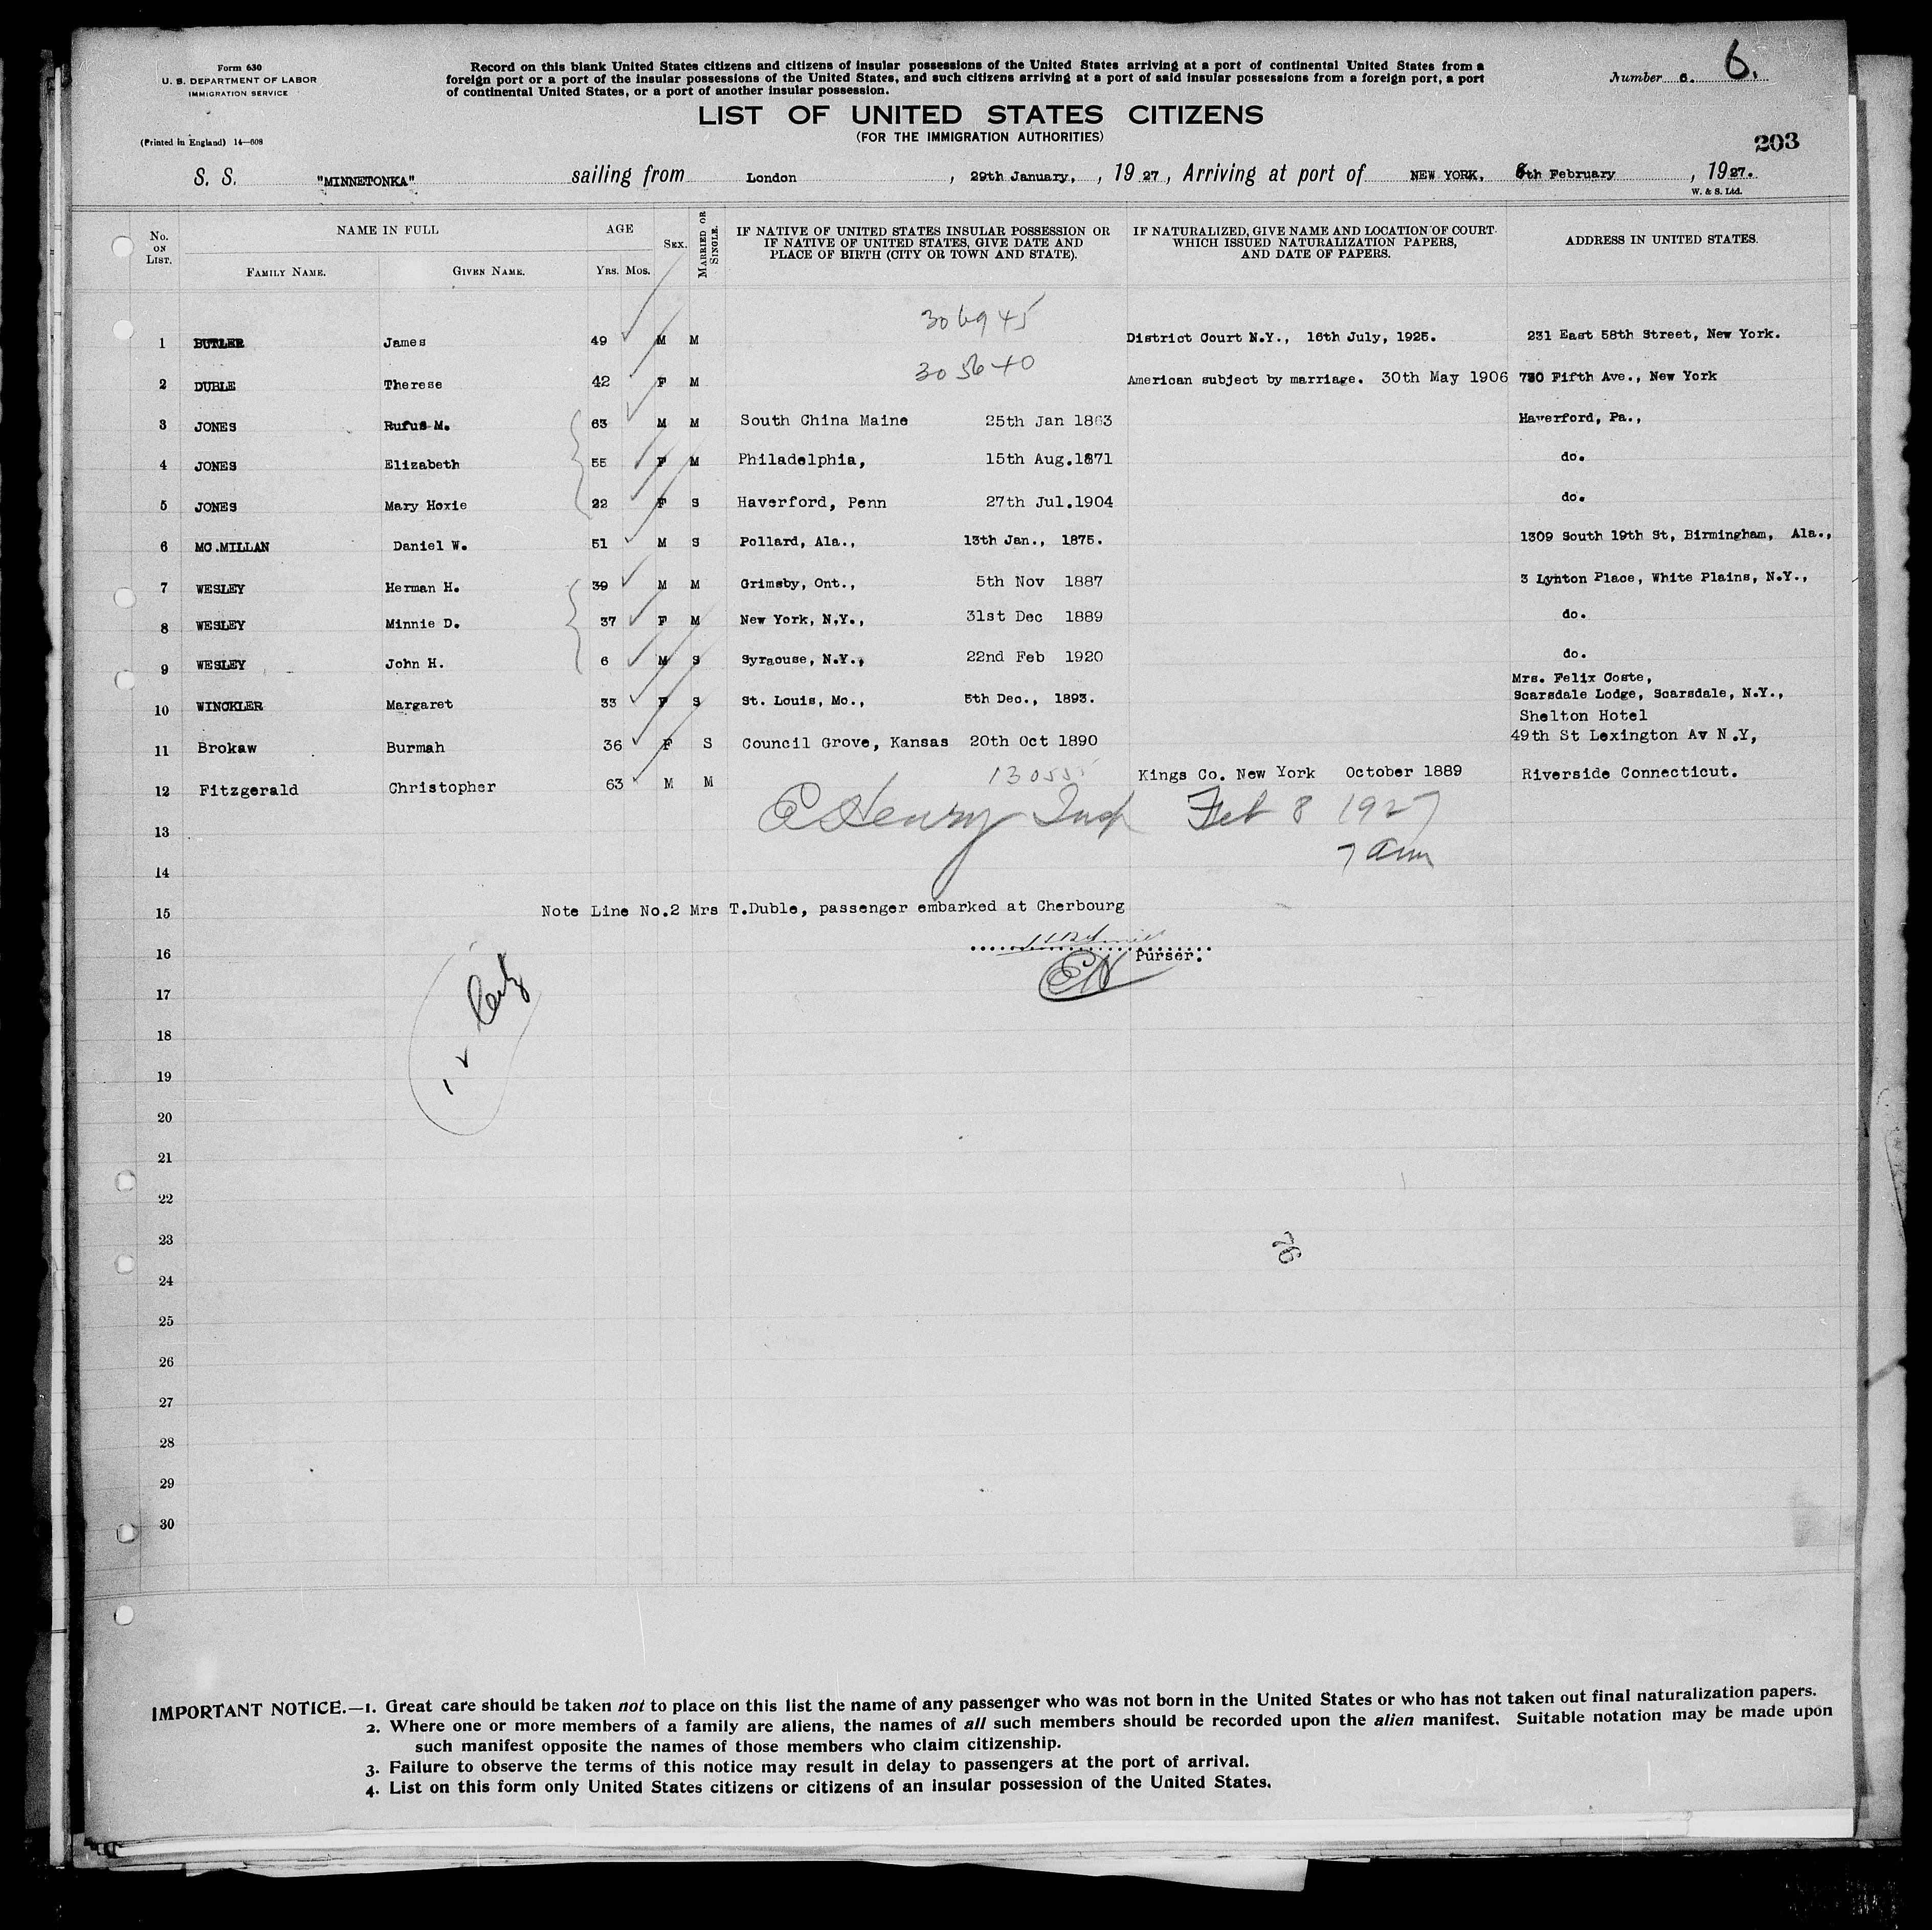 Form 630
U. S. DEPARTMENT OF LABOR
IMMIGRATION SERVICE
(Printed in England) 14—608
Record on this blank United States citizens and citizens of insular possessions of the United States arriving at a port of continental United States from a
foreign port or a port of the insular possessions of the United States, and such citizens arriving at a port of said insular possessions from a foreign port, a port
of continental United States, or a port of another insular possession.
Number 6. 6.
LIST OF UNITED STATES CITIZENS
(FOR THE IMMIGRATION AUTHORITIES)
203
S. S. "MINNETONKA" sailing from London, 29th January, , 19 27, Arriving at port of NEW YORK, 8th February, 1927.
W. & S. Ltd.
No. ON LIST. NAME IN FULL FAMILY NAME. GIVEN NAME. AGE YRS. MOS. SEX. MARRIED OR SINGLE. IF NATIVE OF UNITED STATES INSULAR POSSESSION OR IF NATIVE OF UNITED STATES, GIVE DATE AND PLACE OF BIRTH (CITY OR TOWN AND STATE). IF NATURALIZED, GIVE NAME AND LOCATION OF COURT WHICH ISSUED NATURALIZATION PAPERS, AND DATE OF PAPERS. ADDRESS IN UNITED STATES.
306945
1 BUTLER James 49 M M District Court N.Y., 16th July, 1925. 231 East 58th Street, New York.
305640
2 DUBLE Therese 42 F M American subject by marriage. 30th May 1906 730 Fifth Ave., New York
3 JONES Rufus M. 63 M M South China Maine 25th Jan 1863 Haverford, Pa.,
4 JONES Elizabeth 55 F M Philadelphia, 15th Aug.1871 do.
5 JONES Mary Hoxie 22 F S Haverford, Penn 27th Jul.1904 do.
6 MC.MILLAN Daniel W. 51 M S Pollard, Ala., 13th Jan., 1875. 1309 South 19th St, Birmingham, Ala.,
7 WESLEY Herman H. 39 M M Grimsby, Ont., 5th Nov 1887 3 Lynton Place, White Plains, N.Y.,
8 WESLEY Minnie D. 37 F M New York, N.Y., 31st Dec 1889 do.
9 WESLEY John H. 6 M S Syracuse, N.Y., 22nd Feb 1920 do.
Mrs. Felix Coste,
10 WINCKLER Margaret 33 F S St. Louis, Mo., 5th Dec., 1893. Scarsdale Lodge, Scarsdale, N.Y.,
Shelton Hotel
11 Brokaw Burmah 36 F S Council Grove, Kansas 20th Oct 1890 49th St Lexington Av N.Y,
12 Fitzgerald Christopher 63 M M Kings Co. New York October 1889 Riverside Connecticut.
13 Henry Insp Feb 8 1927
7 am
14
15 Note Line No.2 Mrs T.Duble, passenger embarked at Cherbourg
16 Purser.
EH
17
18
19
20
21
22
23
24
25
26
27
28
29
30
IMPORTANT NOTICE.—1. Great care should be taken not to place on this list the name of any passenger who was not born in the United States or who has not taken out final naturalization papers.
2. Where one or more members of a family are aliens, the names of all such members should be recorded upon the alien manifest. Suitable notation may be made upon
such manifest opposite the names of those members who claim citizenship.
3. Failure to observe the terms of this notice may result in delay to passengers at the port of arrival.
4. List on this form only United States citizens or citizens of an insular possession of the United States.